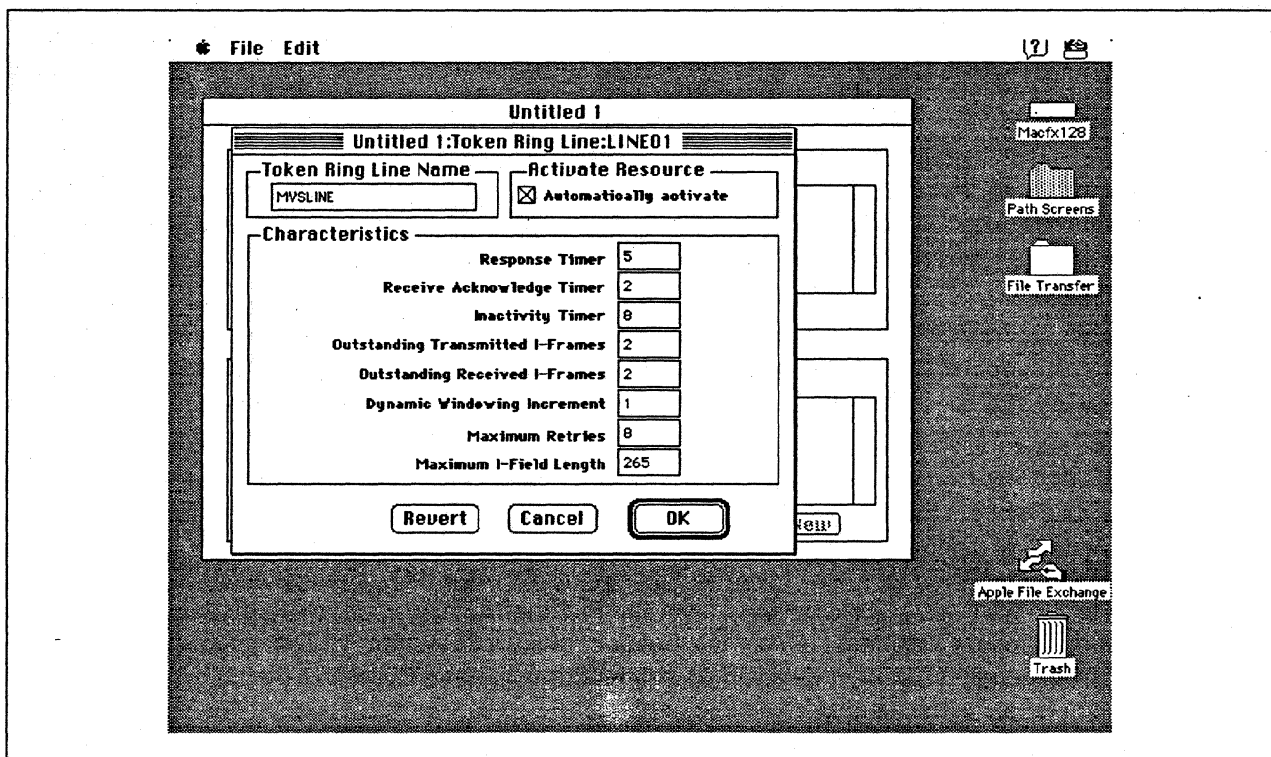 File Edit
Untitled 1
Untitled 1:Token Ring Line:LINE01
Token Ring Line Name
MVSLINE
Activate Resource
Automatically activate
Characteristics
Response Timer 5
Receive Acknowledge Timer 2
Inactivity Timer 8
Outstanding Transmitted I-Frames 2
Outstanding Received I-Frames 2
Dynamic Windowing Increment 1
Maximum Retries 8
Maximum I-Field Length 265
Revert Cancel OK
New
Macfx128
Path Screens
File Transfer
Apple File Exchange
Trash